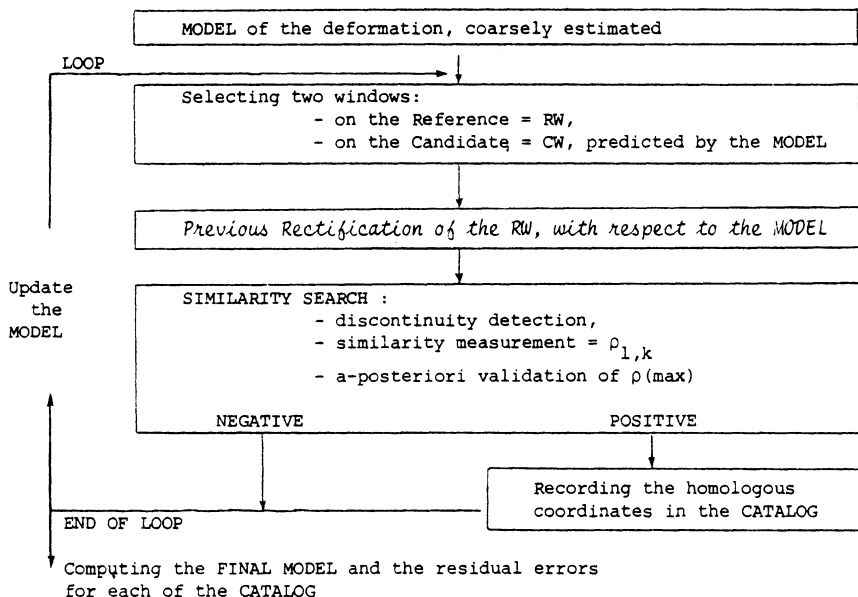 MODEL of the deformation, coarsely estimated
LOOP
Selecting two windows:
- on the Reference = RW,
- on the Candidate = CW, predicted by the MODEL
Previous Rectification of the RW, with respect to the MODEL
Update
the
MODEL
SIMILARITY SEARCH :
- discontinuity detection,
- similarity measurement = ρ1,k
- a-posteriori validation of ρ(max)
NEGATIVE
POSITIVE
Recording the homologous
coordinates in the CATALOG
END OF LOOP
Computing the FINAL MODEL and the residual errors
for each of the CATALOG